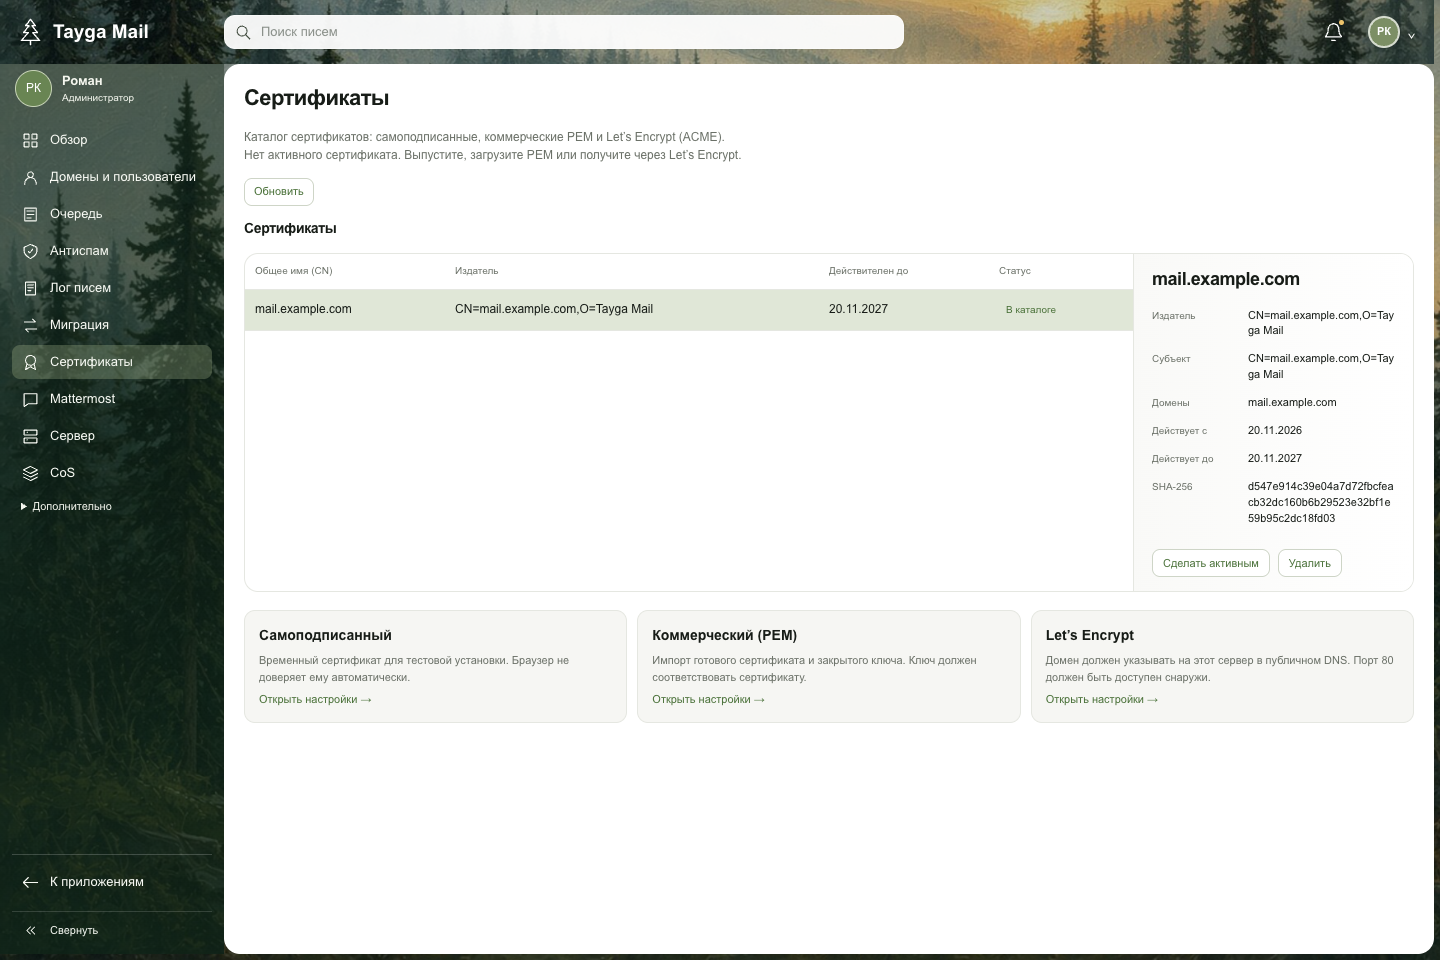 Tayga Mail
Поиск писем
РК
РК
Роман
Администратор
Обзор
Домены и пользователи
Очередь
Антиспам
Лог писем
Миграция
Сертификаты
Mattermost
Сервер
CoS
Дополнительно
К приложениям
Свернуть
Сертификаты
Каталог сертификатов: самоподписанные, коммерческие PEM и Let's Encrypt (ACME).
Нет активного сертификата. Выпустите, загрузите PEM или получите через Let's Encrypt.
Обновить
Сертификаты
Общее имя (CN) Издатель Действителен до Статус
mail.example.com CN=mail.example.com,O=Tayga Mail 20.11.2027 В каталоге
mail.example.com
Издатель CN=mail.example.com,O=Tay
ga Mail
Субъект CN=mail.example.com,O=Tay
ga Mail
Домены mail.example.com
Действует с 20.11.2026
Действует до 20.11.2027
SHA-256 d547e914c39e04a7d72fbcfea
cb32dc160b6b29523e32bf1e
59b95c2dc18fd03
Сделать активным Удалить
Самоподписанный
Временный сертификат для тестовой установки. Браузер не
доверяет ему автоматически.
Открыть настройки →
Коммерческий (PEM)
Импорт готового сертификата и закрытого ключа. Ключ должен
соответствовать сертификату.
Открыть настройки →
Let's Encrypt
Домен должен указывать на этот сервер в публичном DNS. Порт 80
должен быть доступен снаружи.
Открыть настройки →